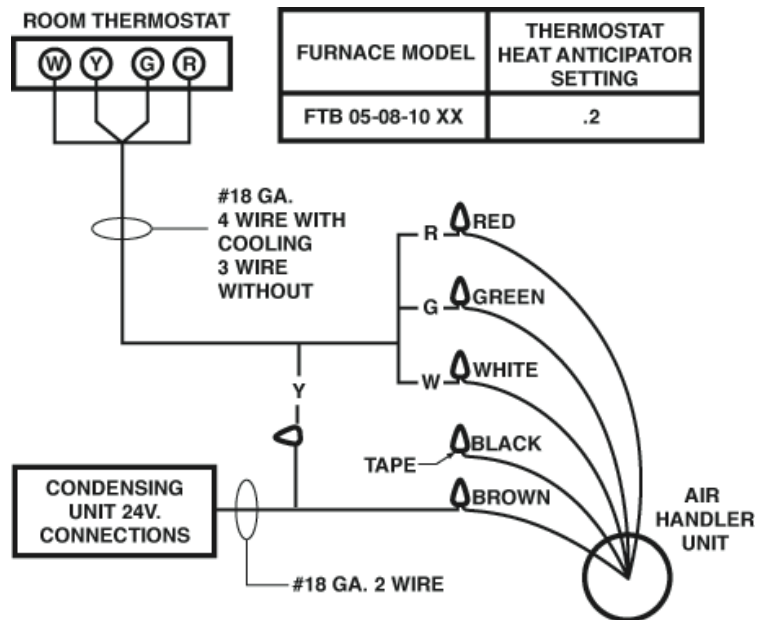 ROOM THERMOSTAT
W Y G R
FURNACE MODEL
THERMOSTAT
HEAT ANTICIPATOR
SETTING
FTB 05-08-10 XX
.2
#18 GA.
4 WIRE WITH
COOLING
3 WIRE
WITHOUT
R
RED
G
GREEN
W
WHITE
Y
BLACK
TAPE
BROWN
CONDENSING
UNIT 24V.
CONNECTIONS
AIR
HANDLER
UNIT
#18 GA. 2 WIRE